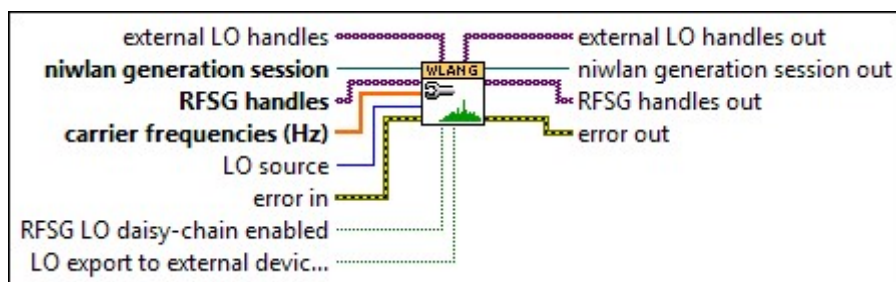 external LO handles
external LO handles out
niwlan generation session
WLAN G
niwlan generation session out
RFSG handles
RFSG handles out
carrier frequencies (Hz)
error out
LO source
error in
RFSG LO daisy-chain enabled
LO export to external devic...